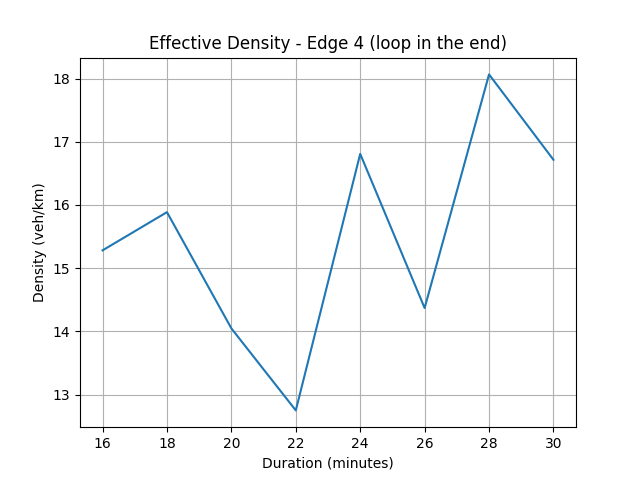 Effective Density - Edge 4 (loop in the end)
18
17
16
15
14
13
Density (veh/km)
16 18 20 22 24 26 28 30
Duration (minutes)